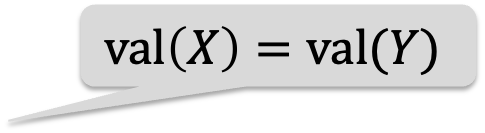 val(X) = val(Y)